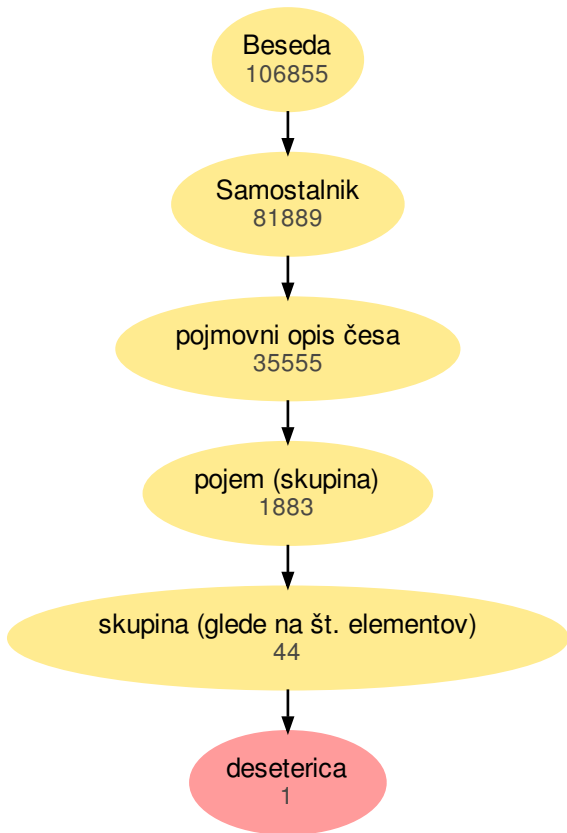 Beseda
106855
Samostalnik
81889
pojmovni opis česa
35555
pojem (skupina)
1883
skupina (glede na št. elementov)
44
deseterica
1